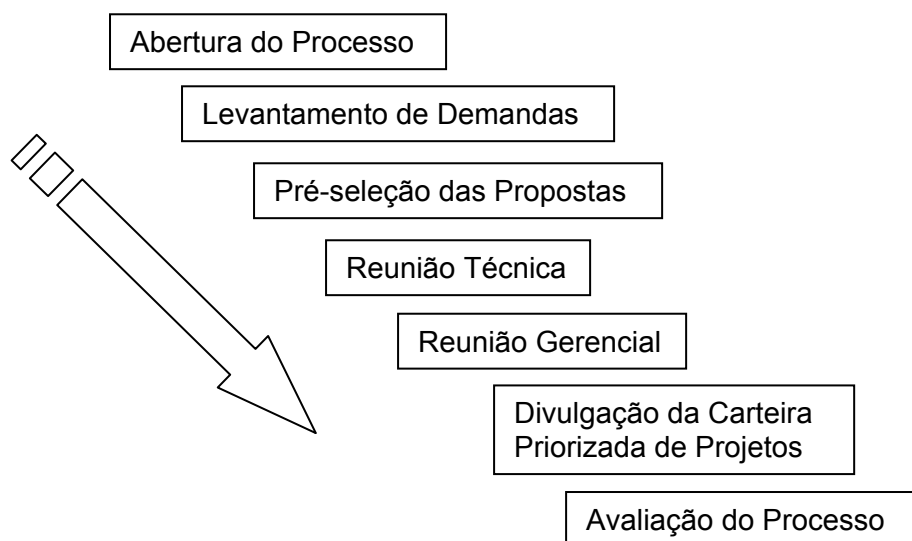 Abertura do Processo
Levantamento de Demandas
Pré-seleção das Propostas
Reunião Técnica
Reunião Gerencial
Divulgação da Carteira
Priorizada de Projetos
Avaliação do Processo